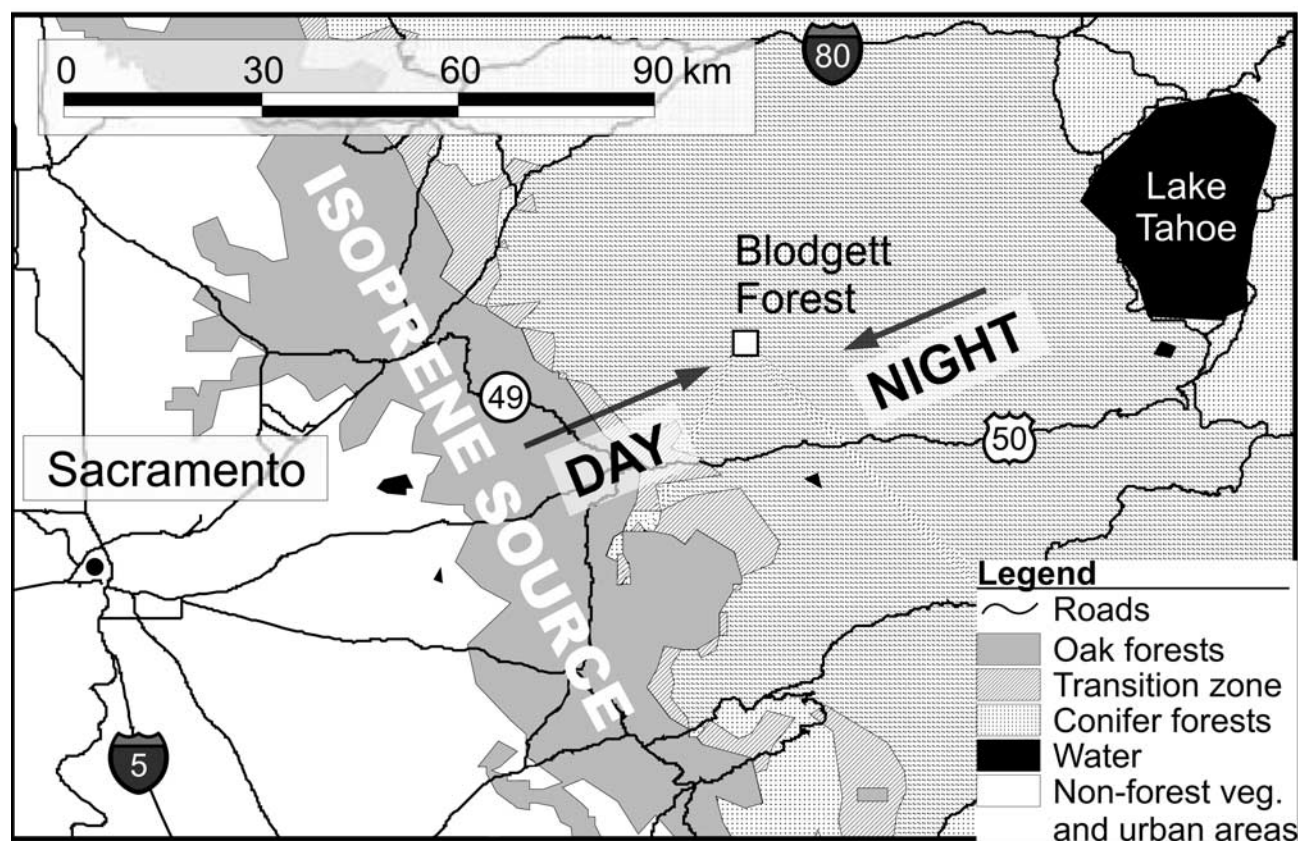 0 30 60 90 km
80
Lake
Tahoe
ISOPRENE SOURCE
Blodgett
Forest
NIGHT
49
DAY
50
Sacramento
5
Legend
Roads
Oak forests
Transition zone
Conifer forests
Water
Non-forest veg.
and urban areas